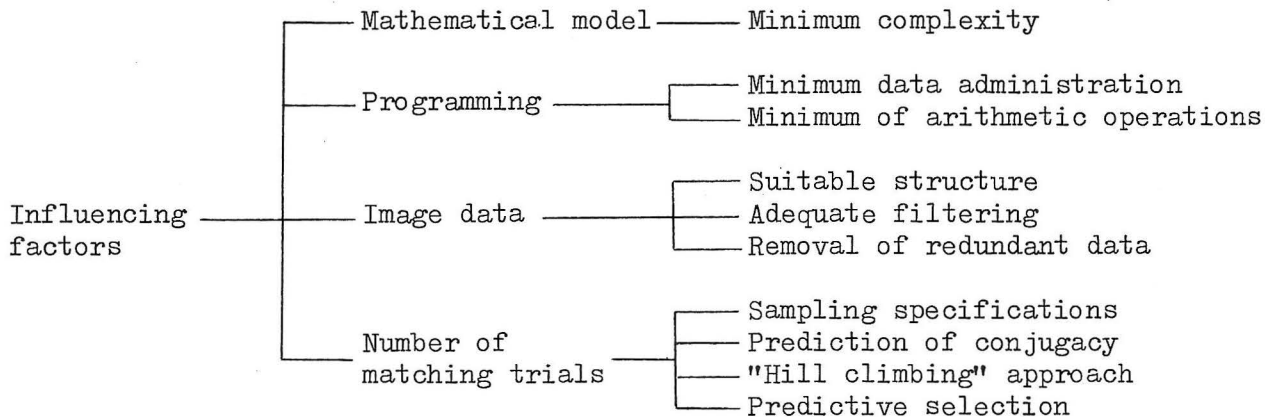 Mathematical model
Minimum complexity
Programming
Minimum data administration
Minimum of arithmetic operations
Influencing
factors
Image data
Suitable structure
Adequate filtering
Removal of redundant data
Number of
matching trials
Sampling specifications
Prediction of conjugacy
"Hill climbing" approach
Predictive selection